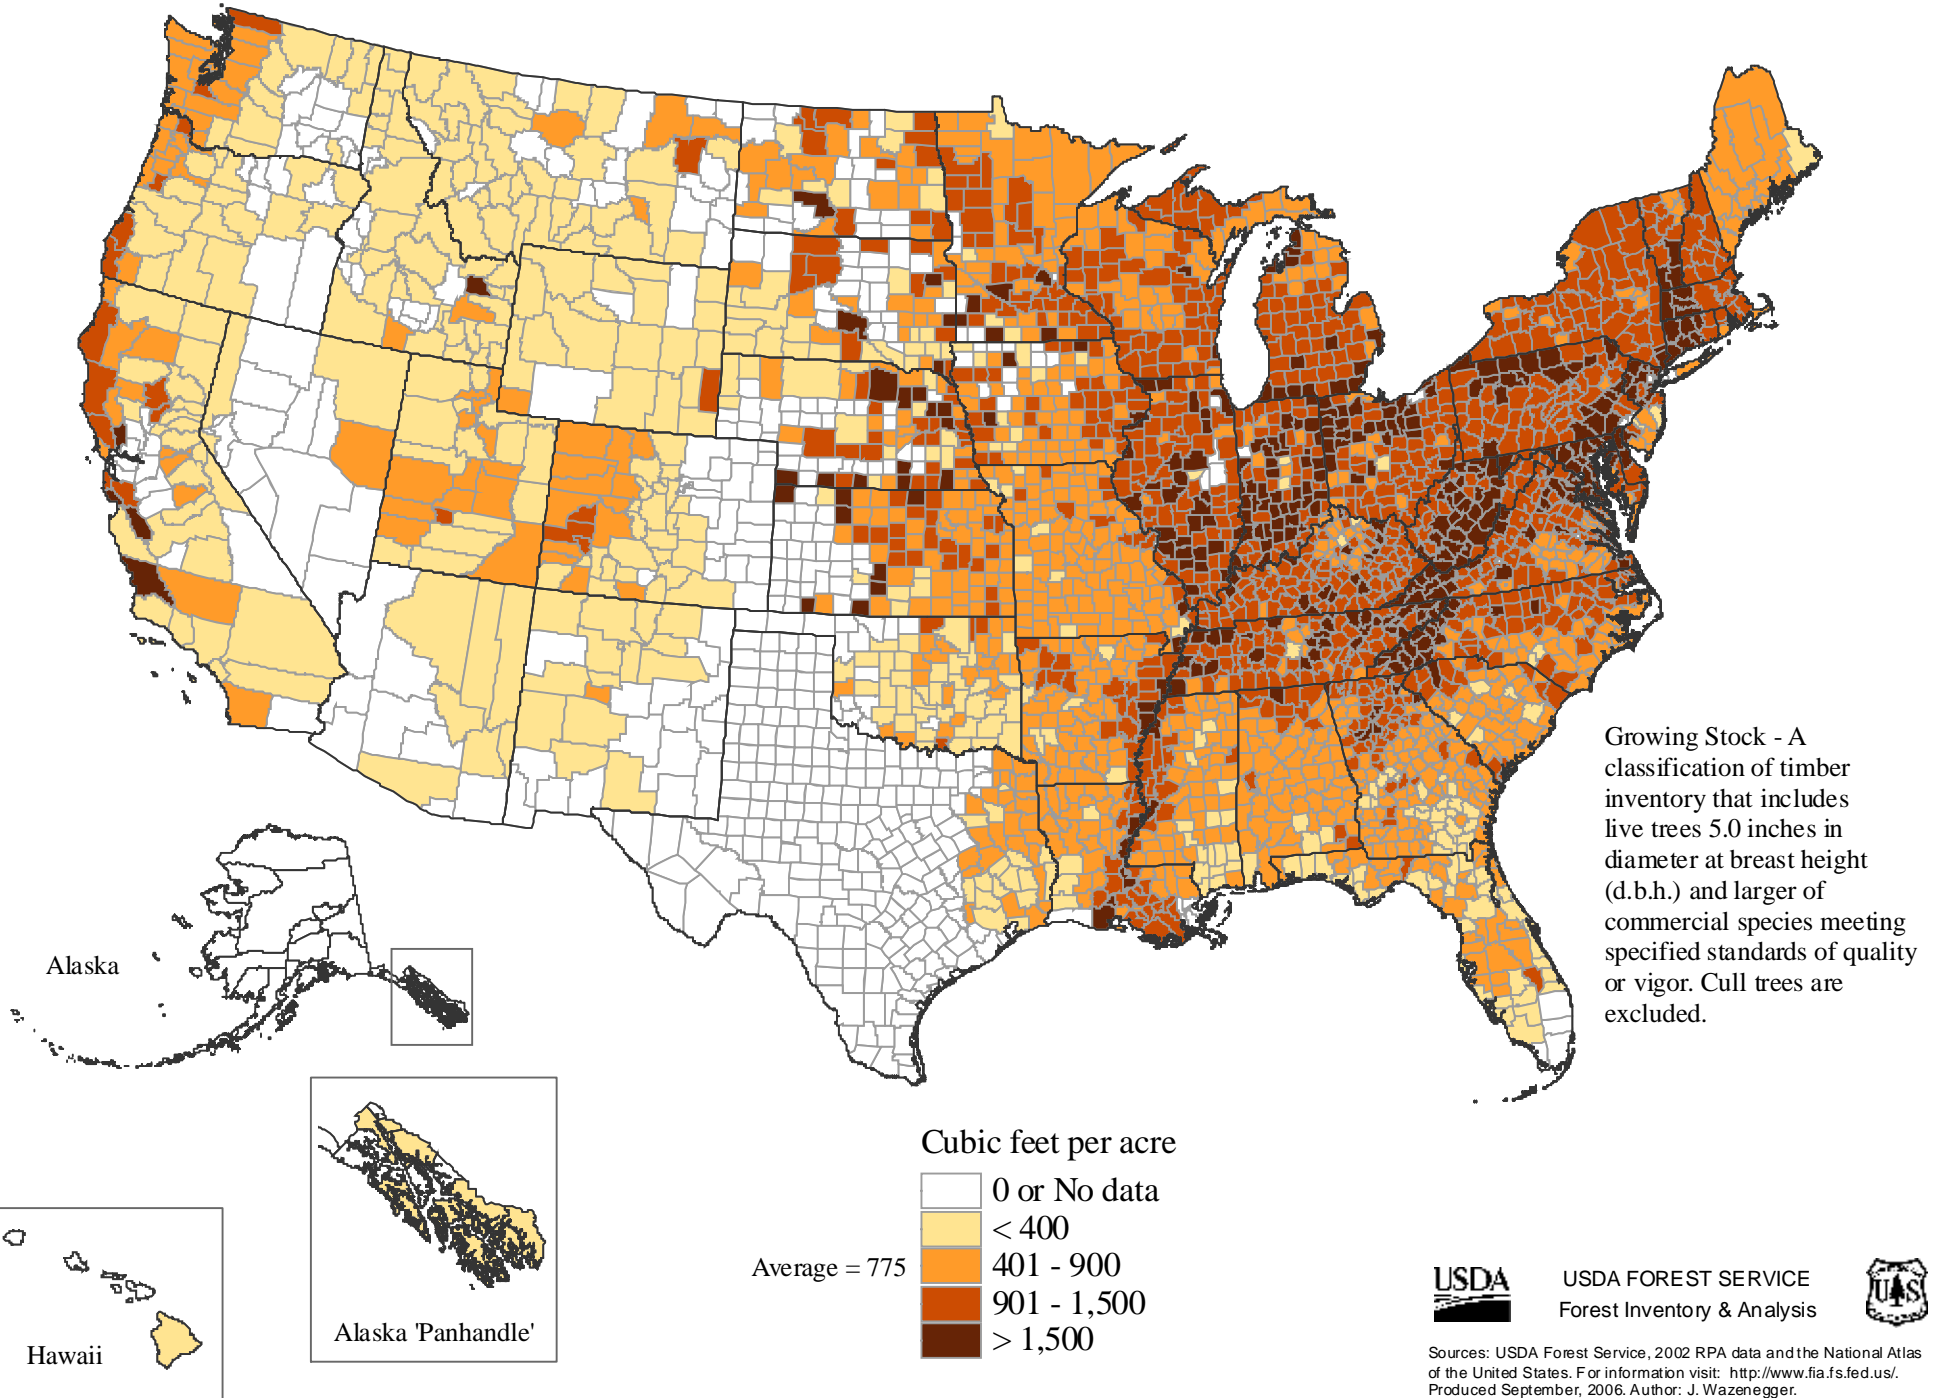 Growing Stock - A
classification of timber
inventory that includes
live trees 5.0 inches in
diameter at breast height
(d.b.h.) and larger of
commercial species meeting
specified standards of quality
or vigor. Cull trees are
excluded.
Alaska
Alaska 'Panhandle'
Hawaii
Cubic feet per acre
0 or No data
< 400
Average = 775
401 - 900
901 - 1,500
> 1,500
USDA
USDA FOREST SERVICE
Forest Inventory & Analysis
US
Sources: USDA Forest Service, 2002 RPA data and the National Atlas
of the United States. For information visit: http://www.fia.fs.fed.us/.
Produced September, 2006. Author: J. Wazenegger.